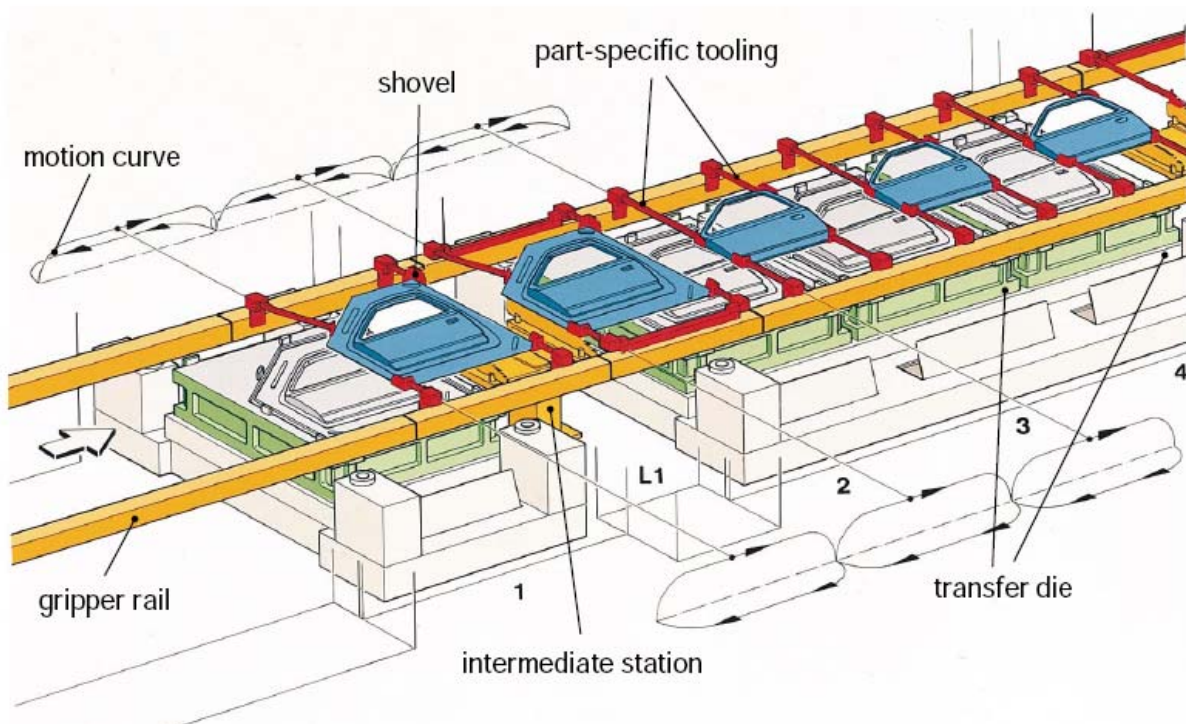 part-specific tooling
shovel
motion curve
4
3
L1
2
transfer die
gripper rail
1
intermediate station